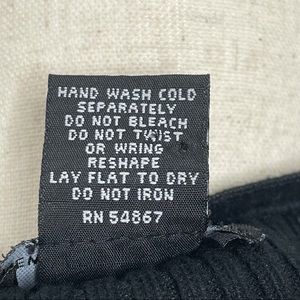 HAND WASH COLD
SEPARATELY
DO NOT BLEACH
DO NOT TWIST
OR WRING
RESHAPE
LAY FLAT TO DRY
DO NOT IRON
RN 54867